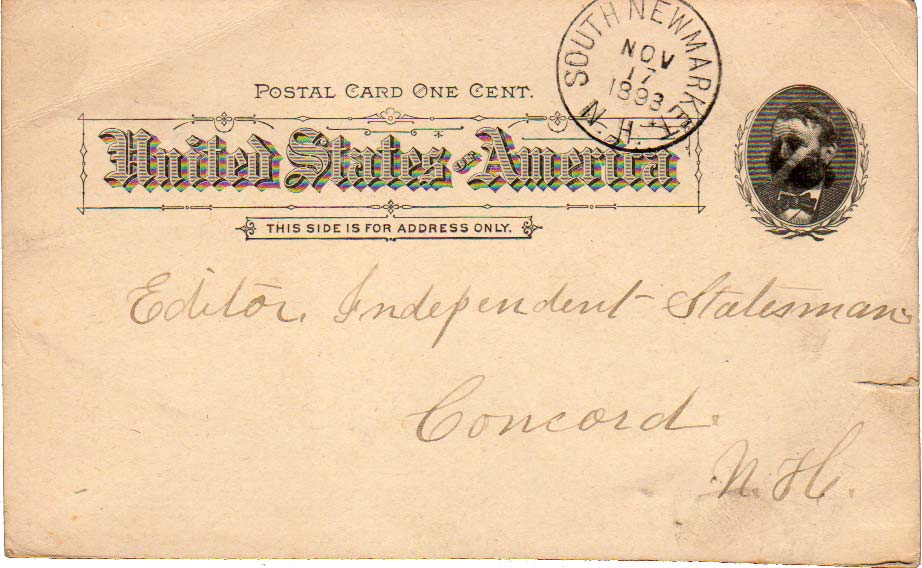 SOUTH NEWMARKET
NOV
17
1893
N. H.
POSTAL CARD ONE CENT.
United States of America
THIS SIDE IS FOR ADDRESS ONLY.
Editor, Independent Statesman
Concord
N. H.